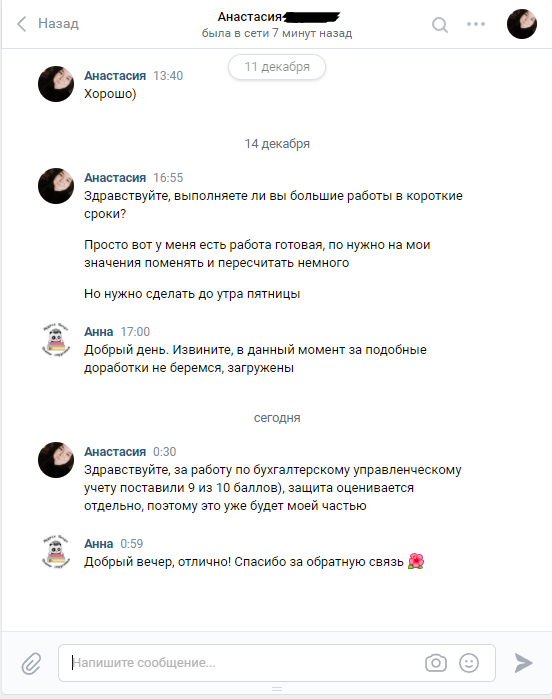 Назад
Анастасия
была в сети 7 минут назад
11 декабря
Анастасия 13:40
Хорошо)
14 декабря
Анастасия 16:55
Здравствуйте, выполняете ли вы большие работы в короткие
сроки?
Просто вот у меня есть работа готовая, по нужно на мои
значения поменять и пересчитать немного
Но нужно сделать до утра пятницы
Анна 17:00
Добрый день. Извините, в данный момент за подобные
доработки не беремся, загружены
сегодня
Анастасия 0:30
Здравствуйте, за работу по бухгалтерскому управленческому
учету поставили 9 из 10 баллов), защита оценивается
отдельно, поэтому это уже будет моей частью
Анна 0:59
Добрый вечер, отлично! Спасибо за обратную связь 🌺
Напишите сообщение...